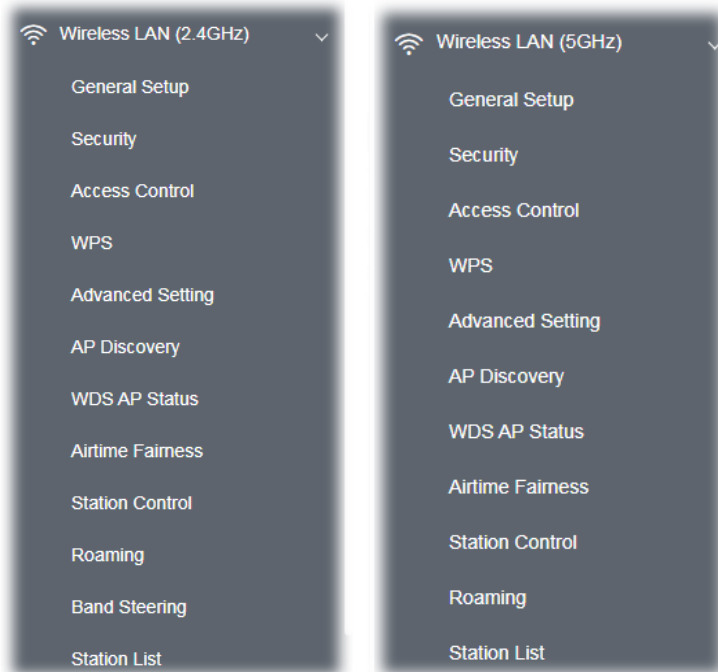 Wireless LAN (2.4GHz)
General Setup
Security
Access Control
WPS
Advanced Setting
AP Discovery
WDS AP Status
Airtime Fairness
Station Control
Roaming
Band Steering
Station List
Wireless LAN (5GHz)
General Setup
Security
Access Control
WPS
Advanced Setting
AP Discovery
WDS AP Status
Airtime Fairness
Station Control
Roaming
Station List